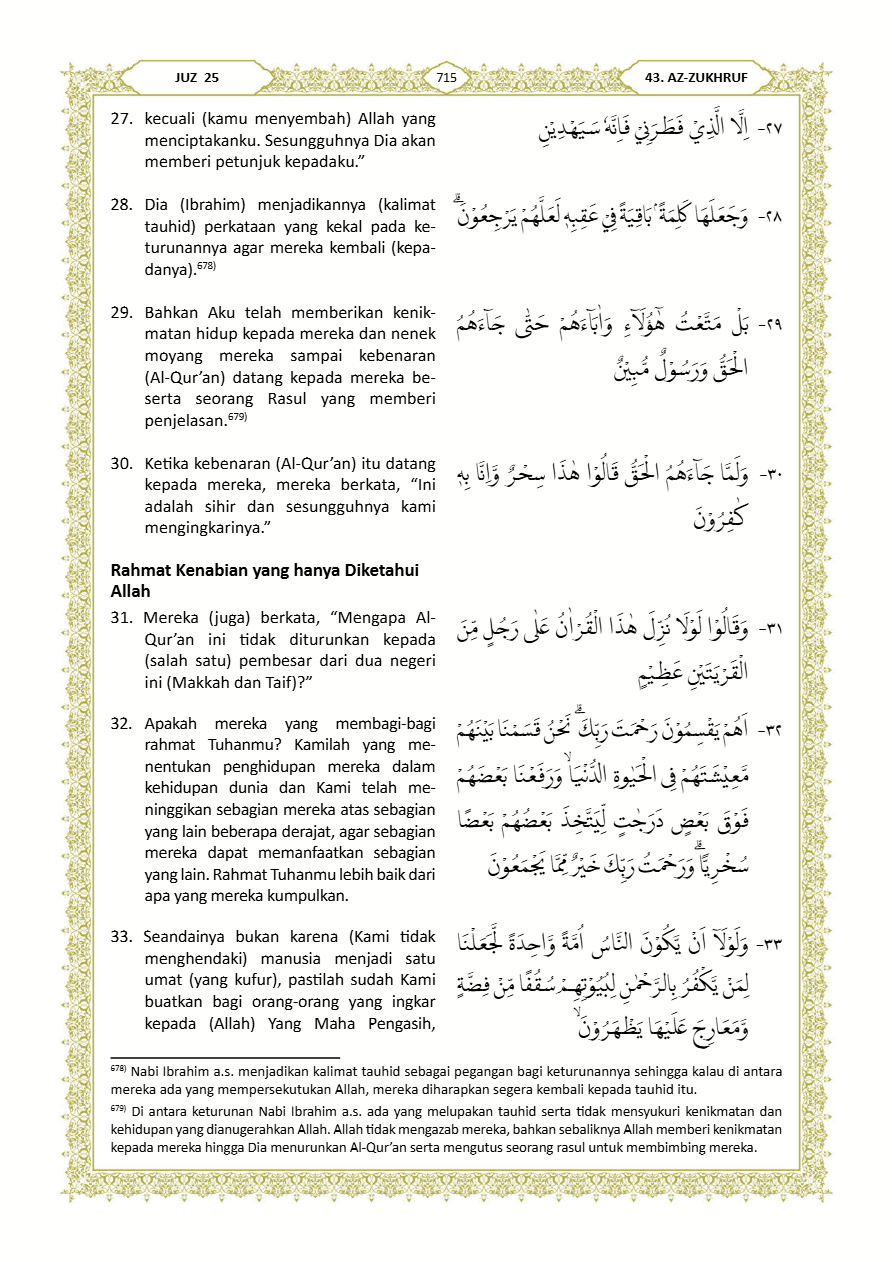 JUZ 25
715
43. AZ-ZUKHRUF
27. kecuali (kamu menyembah) Allah yang
menciptakanku. Sesungguhnya Dia akan
memberi petunjuk kepadaku.”
٢٧- اِلَّا الَّذِيْ فَطَرَنِيْ فَاِنَّهٗ سَيَهْدِيْنِ
28. Dia (Ibrahim) menjadikannya (kalimat
tauhid) perkataan yang kekal pada ke-
turunannya agar mereka kembali (kepa-
danya).⁶⁷⁸⁾
٢٨- وَجَعَلَهَا كَلِمَةً ۢ بَاقِيَةً فِيْ عَقِبِهٖ لَعَلَّهُمْ يَرْجِعُوْنَۗ
29. Bahkan Aku telah memberikan kenik-
matan hidup kepada mereka dan nenek
moyang mereka sampai kebenaran
(Al-Qur’an) datang kepada mereka be-
serta seorang Rasul yang memberi
penjelasan.⁶⁷⁹⁾
٢٩- بَلْ مَتَّعْتُ هٰٓؤُلَاۤءِ وَاٰبَاۤءَهُمْ حَتّٰى جَاۤءَهُمُ
الْحَقُّ وَرَسُوْلٌ مُّبِيْنٌ
30. Ketika kebenaran (Al-Qur’an) itu datang
kepada mereka, mereka berkata, “Ini
adalah sihir dan sesungguhnya kami
mengingkarinya.”
٣٠- وَلَمَّا جَاۤءَهُمُ الْحَقُّ قَالُوْا هٰذَا سِحْرٌ وَّاِنَّا بِهٖ
كٰفِرُوْنَ
Rahmat Kenabian yang hanya Diketahui
Allah
31. Mereka (juga) berkata, “Mengapa Al-
Qur’an ini tidak diturunkan kepada
(salah satu) pembesar dari dua negeri
ini (Makkah dan Taif)?”
٣١- وَقَالُوْا لَوْلَا نُزِّلَ هٰذَا الْقُرْاٰنُ عَلٰى رَجُلٍ مِّنَ
الْقَرْيَتَيْنِ عَظِيْمٍ
32. Apakah mereka yang membagi-bagi
rahmat Tuhanmu? Kamilah yang me-
nentukan penghidupan mereka dalam
kehidupan dunia dan Kami telah me-
ninggikan sebagian mereka atas sebagian
yang lain beberapa derajat, agar sebagian
mereka dapat memanfaatkan sebagian
yang lain. Rahmat Tuhanmu lebih baik dari
apa yang mereka kumpulkan.
٣٢- اَهُمْ يَقْسِمُوْنَ رَحْمَتَ رَبِّكَۗ نَحْنُ قَسَمْنَا بَيْنَهُمْ
مَّعِيْشَتَهُمْ فِى الْحَيٰوةِ الدُّنْيَاۙ وَرَفَعْنَا بَعْضَهُمْ
فَوْقَ بَعْضٍ دَرَجٰتٍ لِّيَتَّخِذَ بَعْضُهُمْ بَعْضًا
سُخْرِيًّاۗ وَرَحْمَتُ رَبِّكَ خَيْرٌ مِّمَّا يَجْمَعُوْنَ
33. Seandainya bukan karena (Kami tidak
menghendaki) manusia menjadi satu
umat (yang kufur), pastilah sudah Kami
buatkan bagi orang-orang yang ingkar
kepada (Allah) Yang Maha Pengasih,
٣٣- وَلَوْلَآ اَنْ يَّكُوْنَ النَّاسُ اُمَّةً وَّاحِدَةً لَّجَعَلْنَا
لِمَنْ يَّكْفُرُ بِالرَّحْمٰنِ لِبُيُوْتِهِمْ سُقُفًا مِّنْ فِضَّةٍ
وَّمَعَارِجَ عَلَيْهَا يَظْهَرُوْنَۙ
⁶⁷⁸⁾ Nabi Ibrahim a.s. menjadikan kalimat tauhid sebagai pegangan bagi keturunannya sehingga kalau di antara
mereka ada yang mempersekutukan Allah, mereka diharapkan segera kembali kepada tauhid itu.
⁶⁷⁹⁾ Di antara keturunan Nabi Ibrahim a.s. ada yang melupakan tauhid serta tidak mensyukuri kenikmatan dan
kehidupan yang dianugerahkan Allah. Allah tidak mengazab mereka, bahkan sebaliknya Allah memberi kenikmatan
kepada mereka hingga Dia menurunkan Al-Qur’an serta mengutus seorang rasul untuk membimbing mereka.